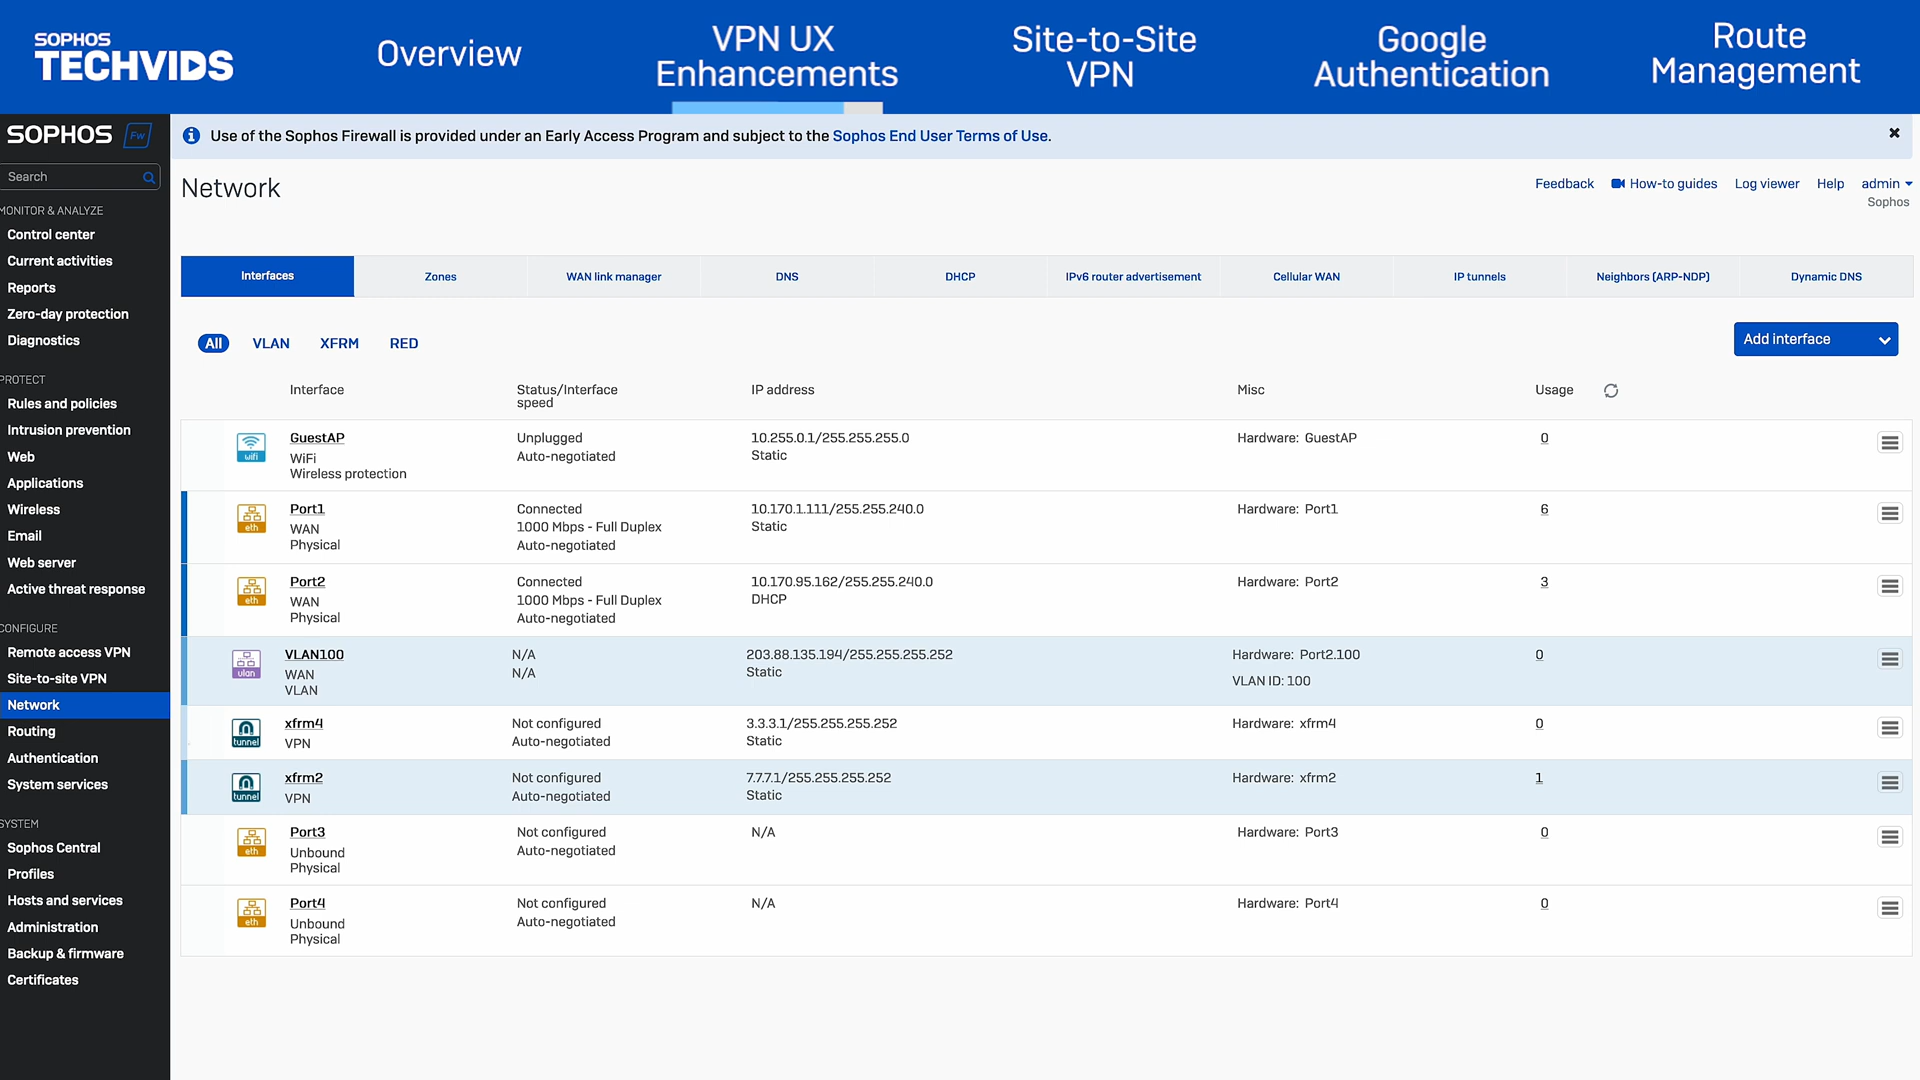 SOPHOS
TECHVIDS
Overview
VPN UX
Enhancements
Site-to-Site
VPN
Google
Authentication
Route
Management
SOPHOS Fw
Search
MONITOR & ANALYZE
Control center
Current activities
Reports
Zero-day protection
Diagnostics
PROTECT
Rules and policies
Intrusion prevention
Web
Applications
Wireless
Email
Web server
Active threat response
CONFIGURE
Remote access VPN
Site-to-site VPN
Network
Routing
Authentication
System services
SYSTEM
Sophos Central
Profiles
Hosts and services
Administration
Backup & firmware
Certificates
Use of the Sophos Firewall is provided under an Early Access Program and subject to the Sophos End User Terms of Use.
Network
Feedback How-to guides Log viewer Help admin
Sophos
Interfaces Zones WAN link manager DNS DHCP IPv6 router advertisement Cellular WAN IP tunnels Neighbors (ARP-NDP) Dynamic DNS
All VLAN XFRM RED
Add interface
Interface Status/Interface speed IP address Misc Usage
wifi GuestAP Unplugged 10.255.0.1/255.255.255.0 Hardware: GuestAP 0
WiFi Auto-negotiated Static
Wireless protection
eth Port1 Connected 10.170.1.111/255.255.240.0 Hardware: Port1 6
WAN 1000 Mbps - Full Duplex Static
Physical Auto-negotiated
eth Port2 Connected 10.170.95.162/255.255.240.0 Hardware: Port2 3
WAN 1000 Mbps - Full Duplex DHCP
Physical Auto-negotiated
vlan VLAN100 N/A 203.88.135.194/255.255.255.252 Hardware: Port2.100 0
WAN N/A Static VLAN ID: 100
VLAN
tunnel xfrm4 Not configured 3.3.3.1/255.255.255.252 Hardware: xfrm4 0
VPN Auto-negotiated Static
tunnel xfrm2 Not configured 7.7.7.1/255.255.255.252 Hardware: xfrm2 1
VPN Auto-negotiated Static
eth Port3 Not configured N/A Hardware: Port3 0
Unbound Auto-negotiated
Physical
eth Port4 Not configured N/A Hardware: Port4 0
Unbound Auto-negotiated
Physical